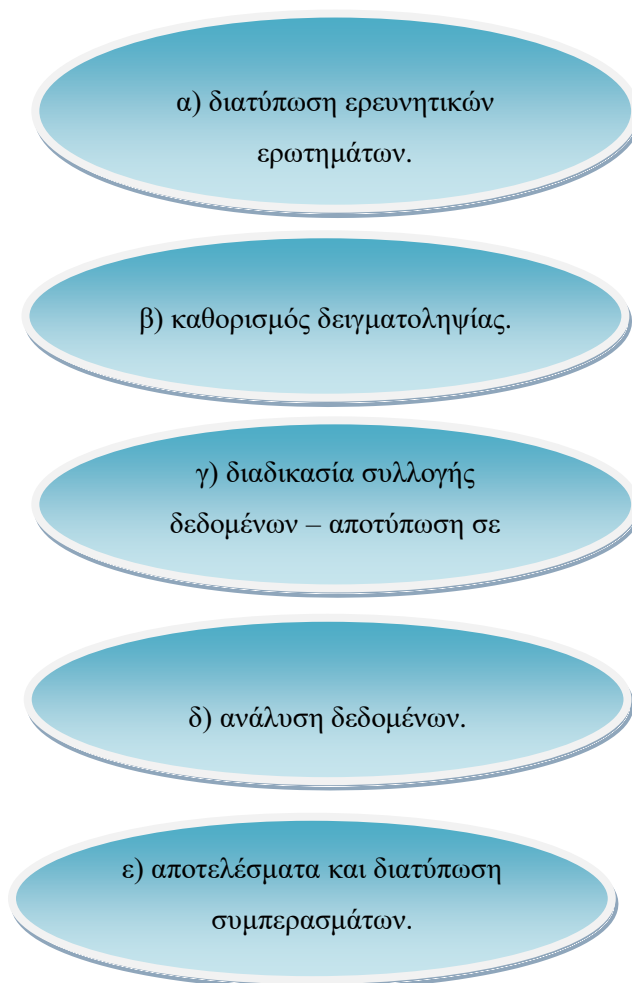 α) διατύπωση ερευνητικών
ερωτημάτων.
β) καθορισμός δειγματοληψίας.
γ) διαδικασία συλλογής
δεδομένων – αποτύπωση σε
δ) ανάλυση δεδομένων.
ε) αποτελέσματα και διατύπωση
συμπερασμάτων.